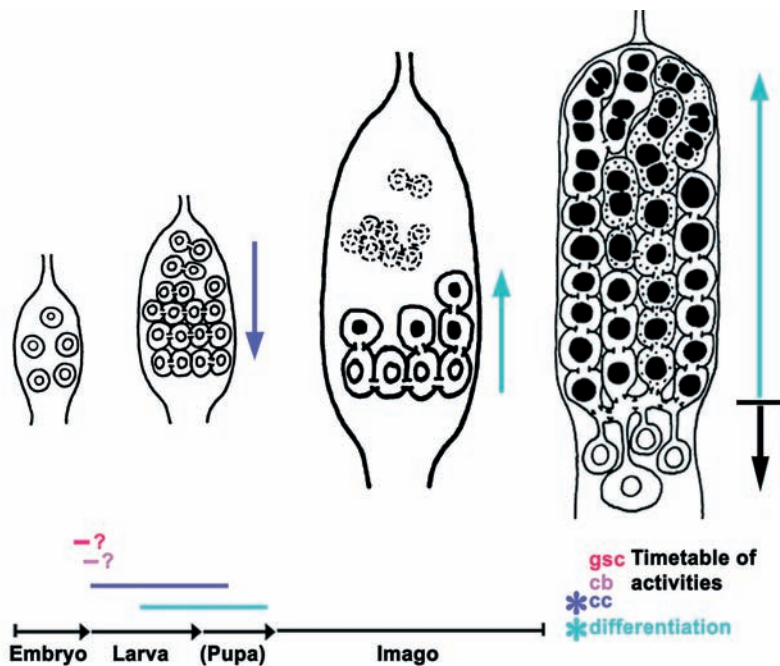 –?
–?
gsc Timetable of
cb activities
*cc
*differentiation
Embryo Larva (Pupa) Imago